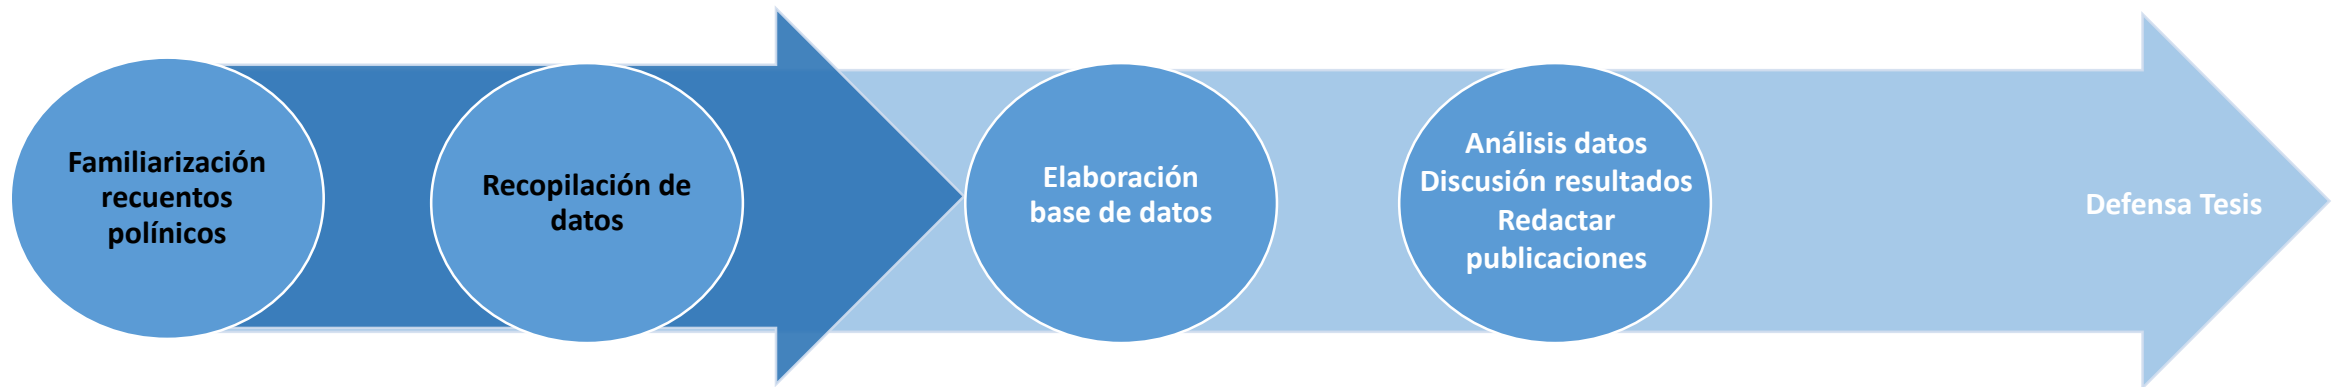 Familiarización
recuentos
polínicos
Recopilación de
datos
Elaboración
base de datos
Análisis datos
Discusión resultados
Redactar
publicaciones
Defensa Tesis